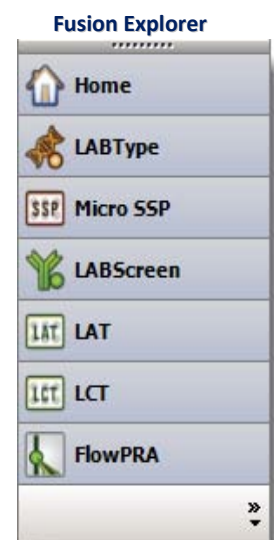 Fusion Explorer
Home
LABType
SSP Micro SSP
LABScreen
LAT LAT
LCT LCT
FlowPRA
»